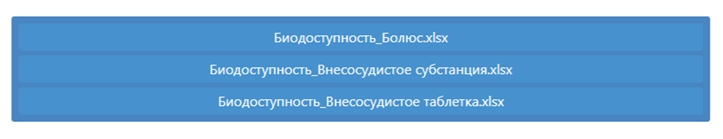 Биодоступность_Болюс.xlsx
Биодоступность_Внесосудистое субстанция.xlsx
Биодоступность_Внесосудистое таблетка.xlsx